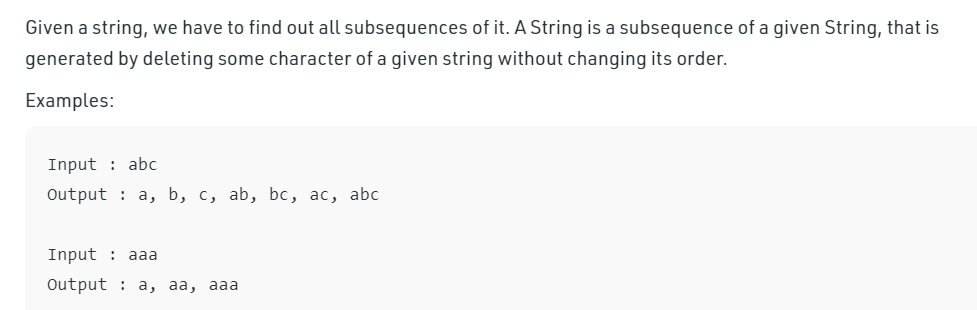 Given a string, we have to find out all subsequences of it. A String is a subsequence of a given String, that is
generated by deleting some character of a given string without changing its order.
Examples:
Input : abc
Output : a, b, c, ab, bc, ac, abc
Input : aaa
Output : a, aa, aaa